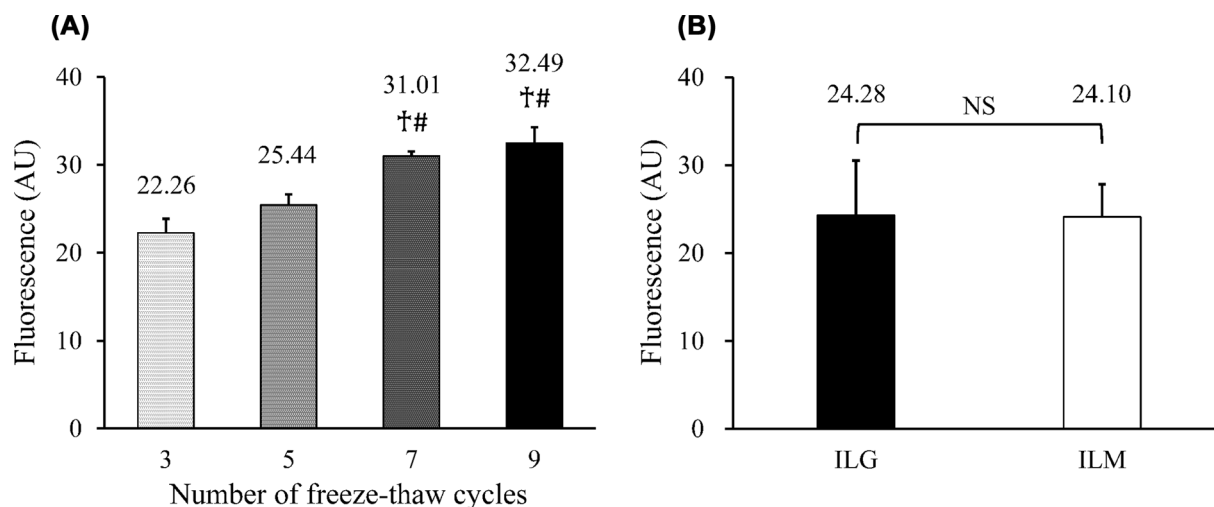 (A)
Fluorescence (AU)
40
30
20
10
0
22.26
25.44
31.01
†#
32.49
†#
3 5 7 9
Number of freeze-thaw cycles
(B)
Fluorescence (AU)
40
30
20
10
0
24.28
NS
24.10
ILG ILM